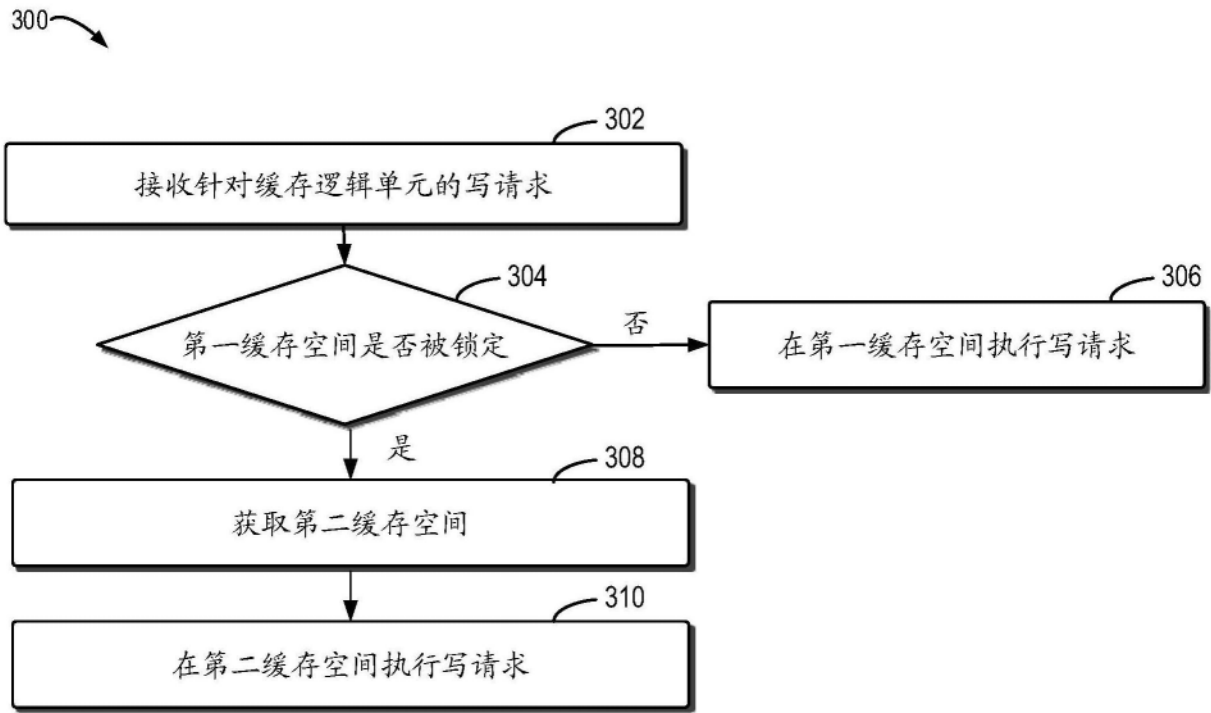 300
302
接收针对缓存逻辑单元的写请求
304
第一缓存空间是否被锁定
否
306
在第一缓存空间执行写请求
是
308
获取第二缓存空间
310
在第二缓存空间执行写请求